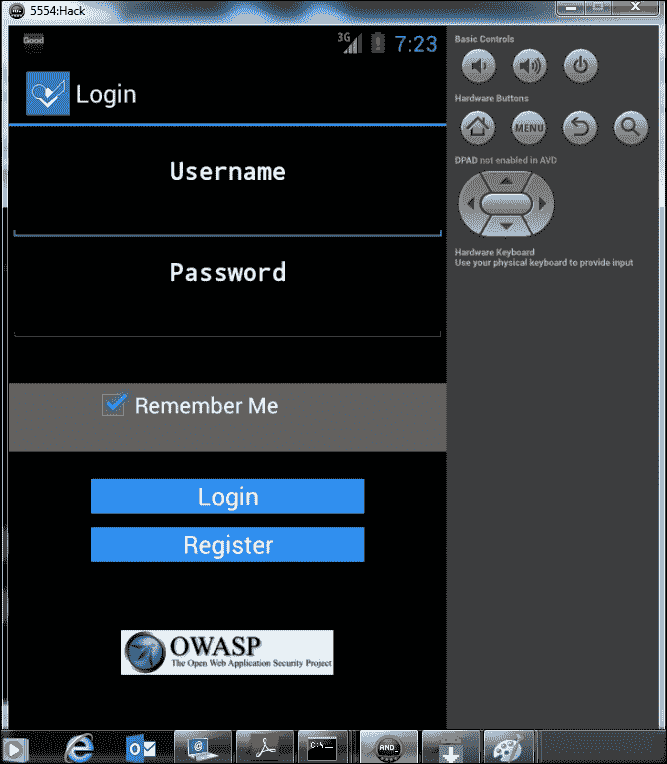 5554:Hack
Good
3G
7:23
Login
Username
Password
Remember Me
Login
Register
OWASP
The Open Web Application Security Project
Basic Controls
Hardware Buttons
MENU
DPAD not enabled in AVD
Hardware Keyboard
Use your physical keyboard to provide input
C:\_
AND_